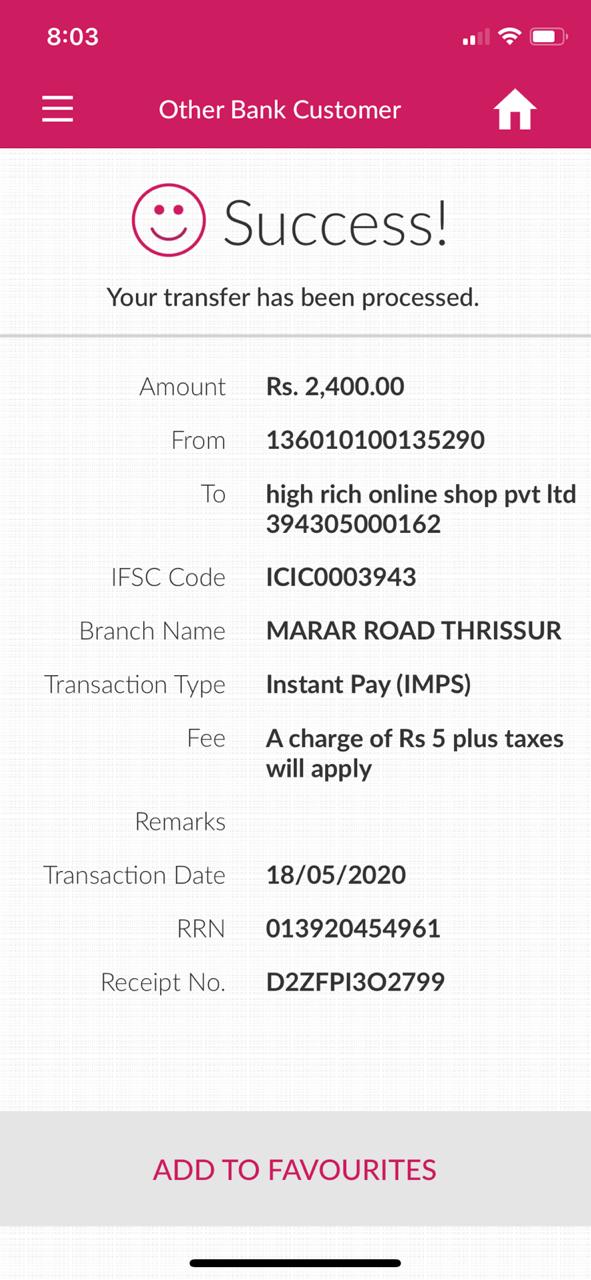 8:03
Other Bank Customer
Success!
Your transfer has been processed.
Amount Rs. 2,400.00
From 136010100135290
To high rich online shop pvt ltd
394305000162
IFSC Code ICIC0003943
Branch Name MARAR ROAD THRISSUR
Transaction Type Instant Pay (IMPS)
Fee A charge of Rs 5 plus taxes
will apply
Remarks
Transaction Date 18/05/2020
RRN 013920454961
Receipt No. D2ZFPI3O2799
ADD TO FAVOURITES